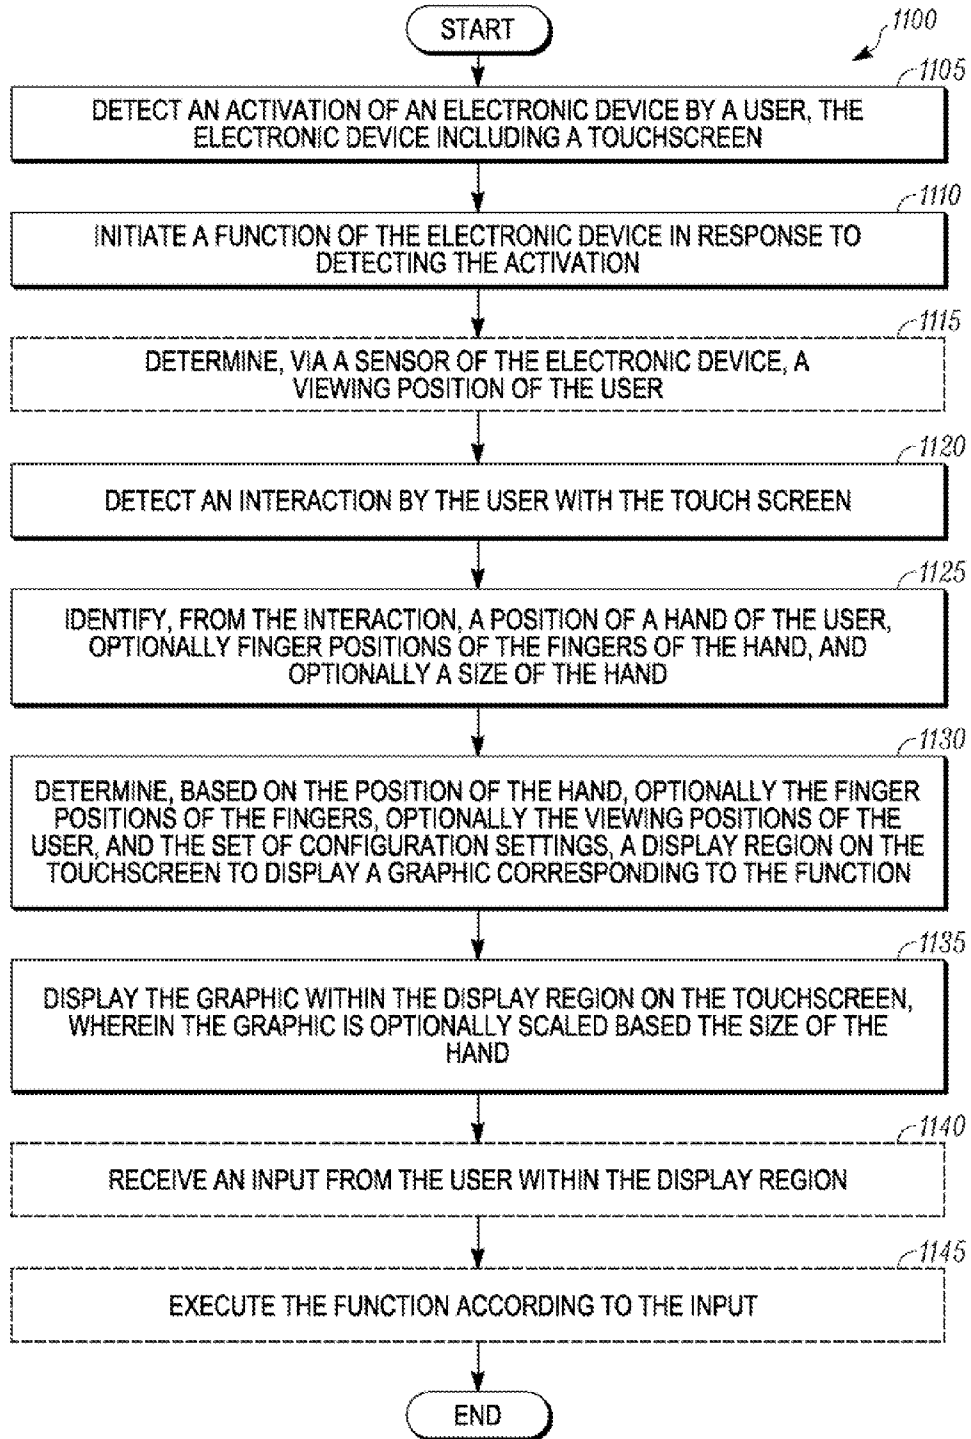 START
1100
1105
DETECT AN ACTIVATION OF AN ELECTRONIC DEVICE BY A USER, THE
ELECTRONIC DEVICE INCLUDING A TOUCHSCREEN
1110
INITIATE A FUNCTION OF THE ELECTRONIC DEVICE IN RESPONSE TO
DETECTING THE ACTIVATION
1115
DETERMINE, VIA A SENSOR OF THE ELECTRONIC DEVICE, A
VIEWING POSITION OF THE USER
1120
DETECT AN INTERACTION BY THE USER WITH THE TOUCH SCREEN
1125
IDENTIFY, FROM THE INTERACTION, A POSITION OF A HAND OF THE USER,
OPTIONALLY FINGER POSITIONS OF THE FINGERS OF THE HAND, AND
OPTIONALLY A SIZE OF THE HAND
1130
DETERMINE, BASED ON THE POSITION OF THE HAND, OPTIONALLY THE FINGER
POSITIONS OF THE FINGERS, OPTIONALLY THE VIEWING POSITIONS OF THE
USER, AND THE SET OF CONFIGURATION SETTINGS, A DISPLAY REGION ON THE
TOUCHSCREEN TO DISPLAY A GRAPHIC CORRESPONDING TO THE FUNCTION
1135
DISPLAY THE GRAPHIC WITHIN THE DISPLAY REGION ON THE TOUCHSCREEN,
WHEREIN THE GRAPHIC IS OPTIONALLY SCALED BASED THE SIZE OF THE
HAND
1140
RECEIVE AN INPUT FROM THE USER WITHIN THE DISPLAY REGION
1145
EXECUTE THE FUNCTION ACCORDING TO THE INPUT
END